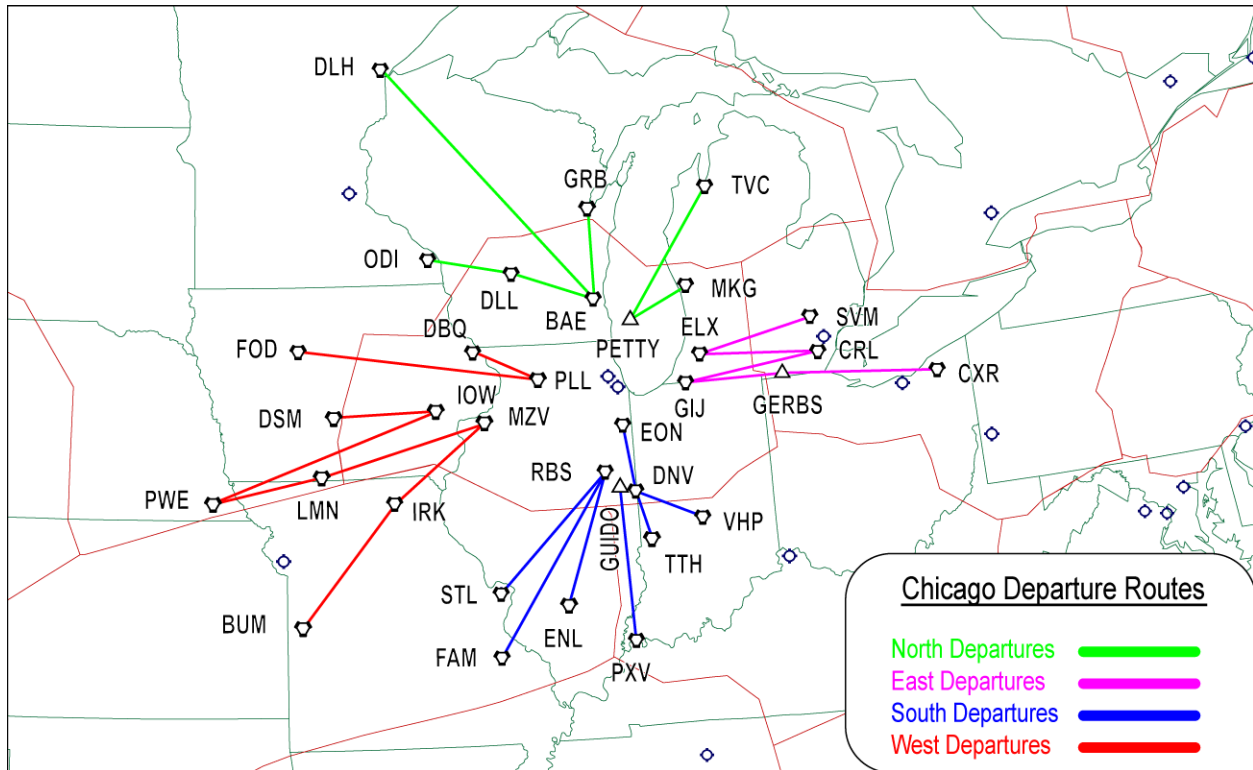 DLH
GRB
TVC
ODI
DLL
BAE
MKG
PETTY
ELX
SVM
DBQ
FOD
CRL
PLL
CXR
IOW
GIJ
GERBS
DSM
MZV
EON
RBS
DNV
PWE
LMN
IRK
GUIDO
VHP
TTH
STL
ENL
BUM
FAM
PXV
Chicago Departure Routes
North Departures
East Departures
South Departures
West Departures